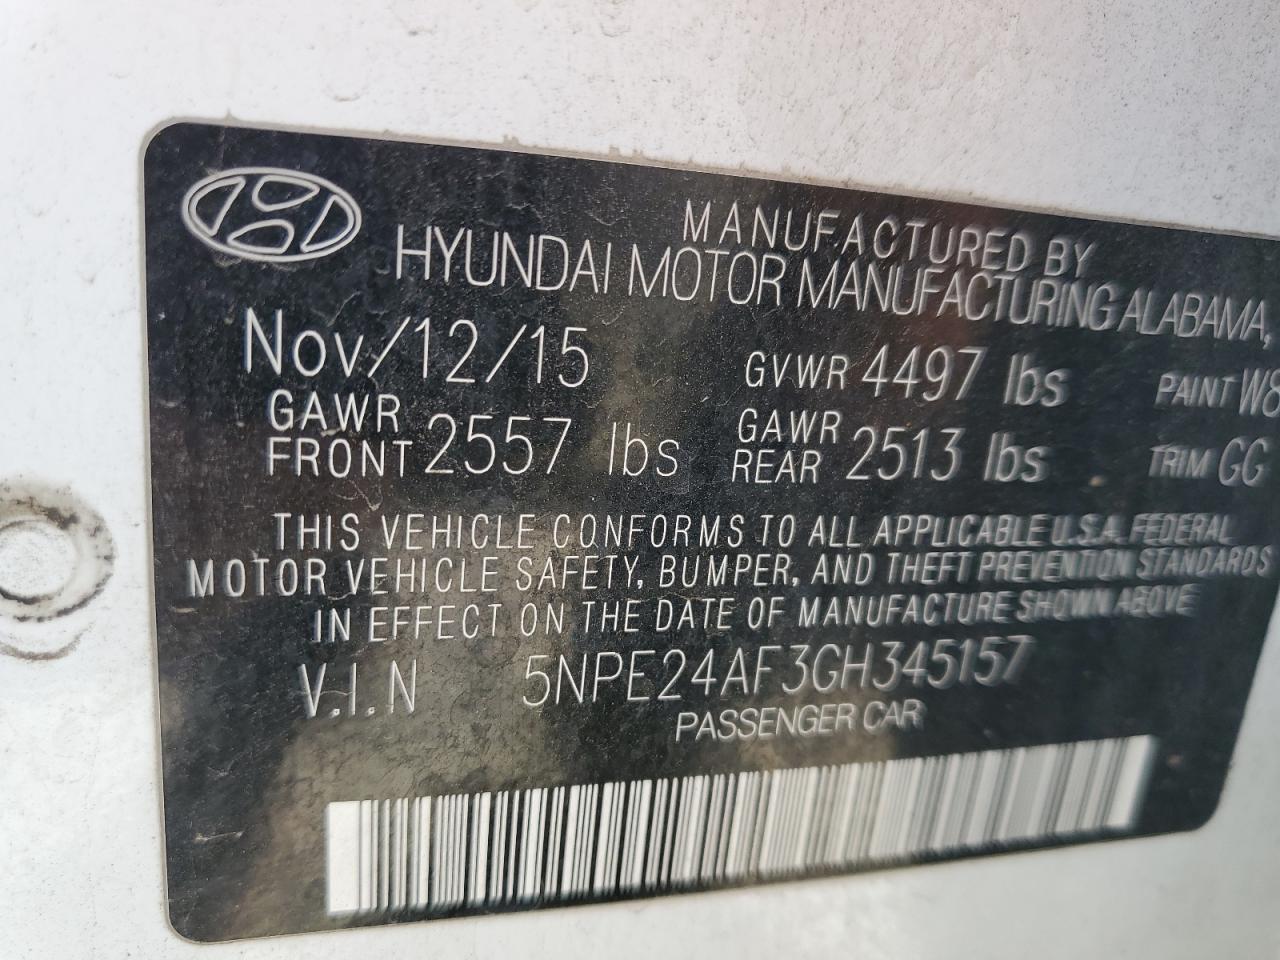 MANUFACTURED BY
HYUNDAI MOTOR MANUFACTURING ALABAMA,
Nov/12/15 GVWR 4497 lbs PAINT W8
GAWR FRONT 2557 lbs GAWR REAR 2513 lbs TRIM GG
THIS VEHICLE CONFORMS TO ALL APPLICABLE U.S.A. FEDERAL
MOTOR VEHICLE SAFETY, BUMPER, AND THEFT PREVENTION STANDARDS
IN EFFECT ON THE DATE OF MANUFACTURE SHOWN ABOVE
V.I.N 5NPE24AF3GH345157
PASSENGER CAR